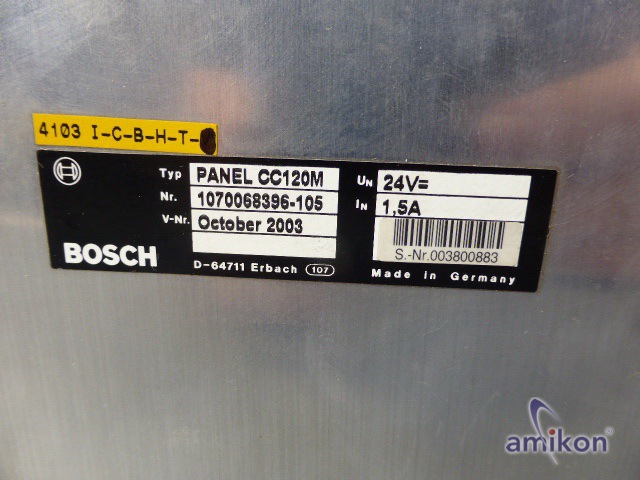 4103 I-C-B-H-T-
Typ PANEL CC120M
Nr. 1070068396-105
V-Nr. October 2003
BOSCH
D-64711 Erbach 107
UN 24V=
IN 1,5A
S.-Nr.003800883
Made in Germany
amikon®